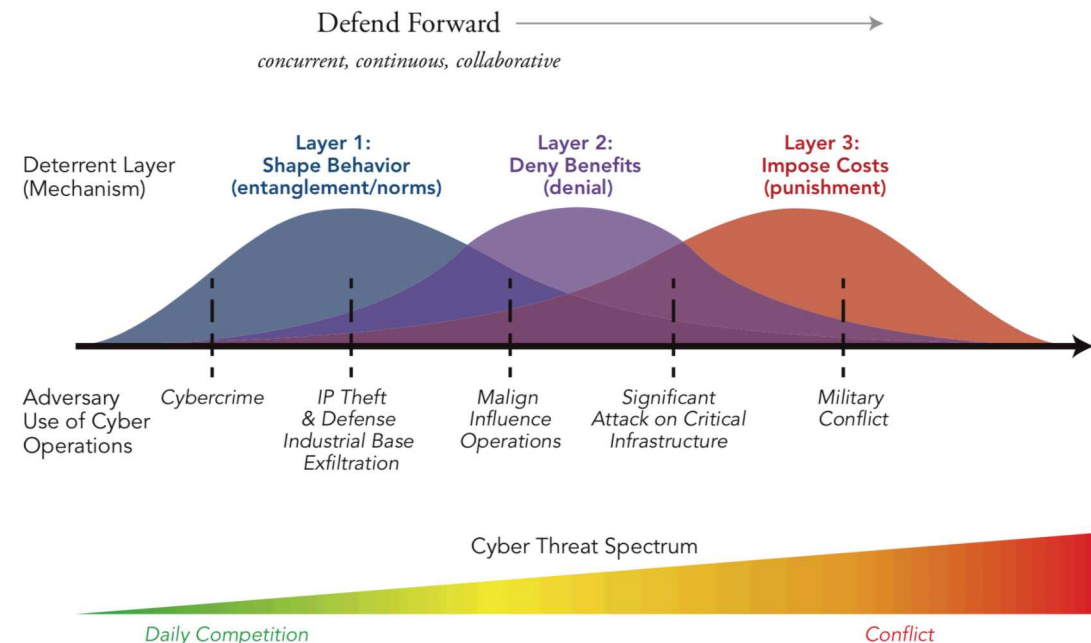 Defend Forward
concurrent, continuous, collaborative
Deterrent Layer
(Mechanism)
Layer 1:
Shape Behavior
(entanglement/norms)
Layer 2:
Deny Benefits
(denial)
Layer 3:
Impose Costs
(punishment)
Adversary
Use of Cyber
Operations
Cybercrime
IP Theft
& Defense
Industrial Base
Exfiltration
Malign
Influence
Operations
Significant
Attack on Critical
Infrastructure
Military
Conflict
Cyber Threat Spectrum
Daily Competition
Conflict